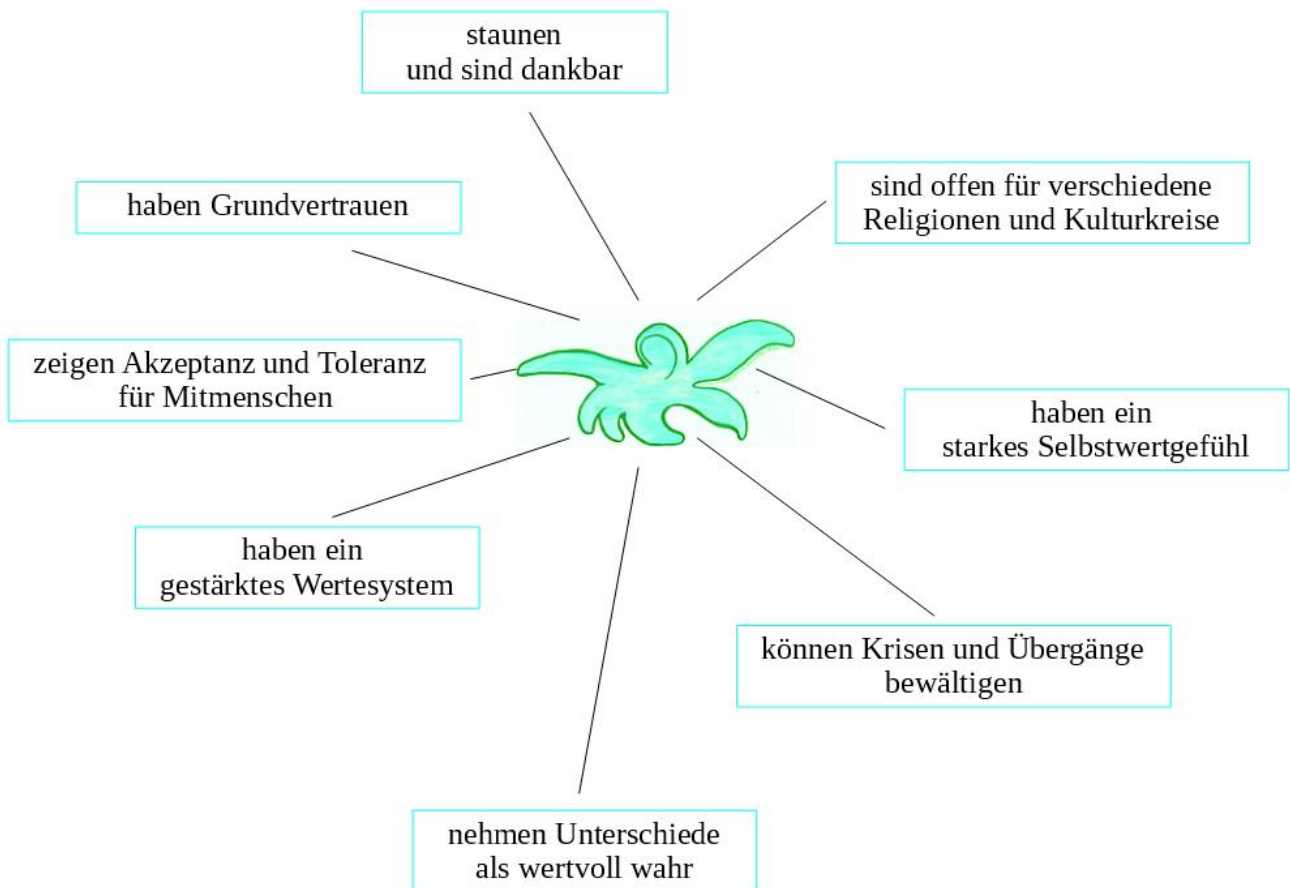 staunen
und sind dankbar
sind offen für verschiedene
Religionen und Kulturkreise
haben Grundvertrauen
zeigen Akzeptanz und Toleranz
für Mitmenschen
haben ein
starkes Selbstwertgefühl
haben ein
gestärktes Wertesystem
können Krisen und Übergänge
bewältigen
nehmen Unterschiede
als wertvoll wahr